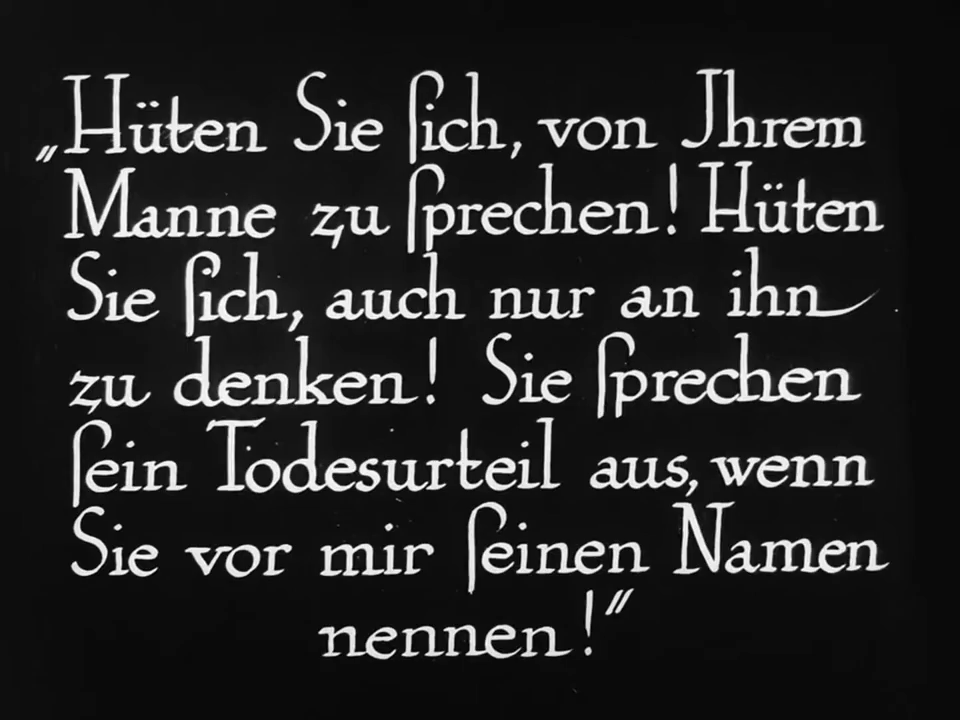 „Hüten Sie ſich, von Ihrem
Manne zu ſprechen! Hüten
Sie ſich, auch nur an ihn
zu denken! Sie ſprechen
ſein Todesurteil aus, wenn
Sie vor mir ſeinen Namen
nennen!"